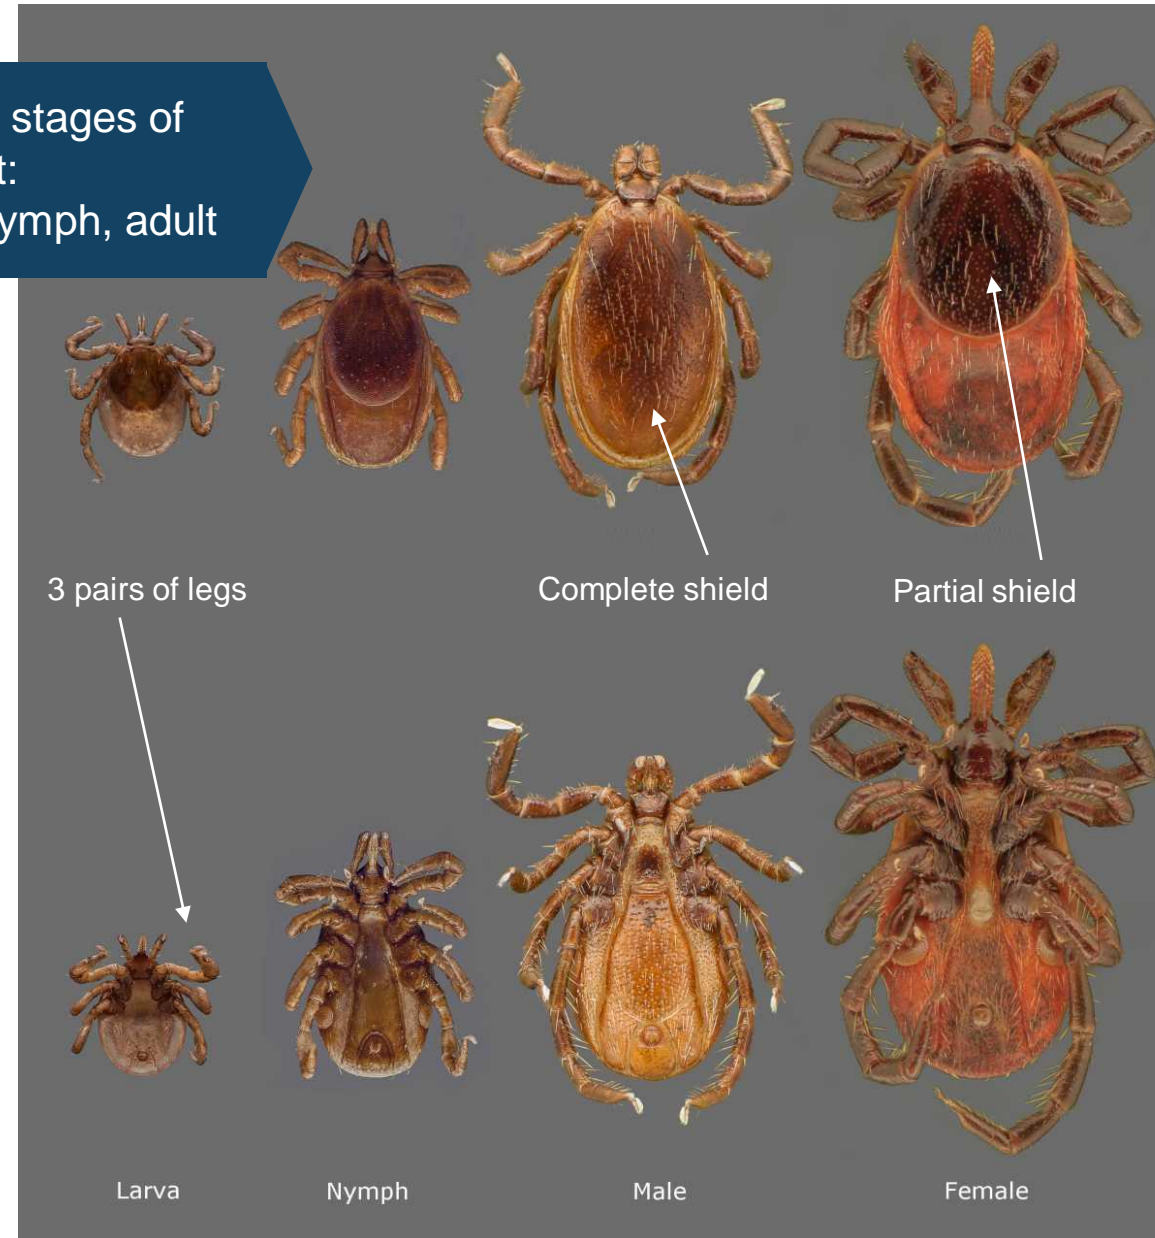 stages of
t:
ymph, adult
3 pairs of legs
Complete shield
Partial shield
Larva
Nymph
Male
Female